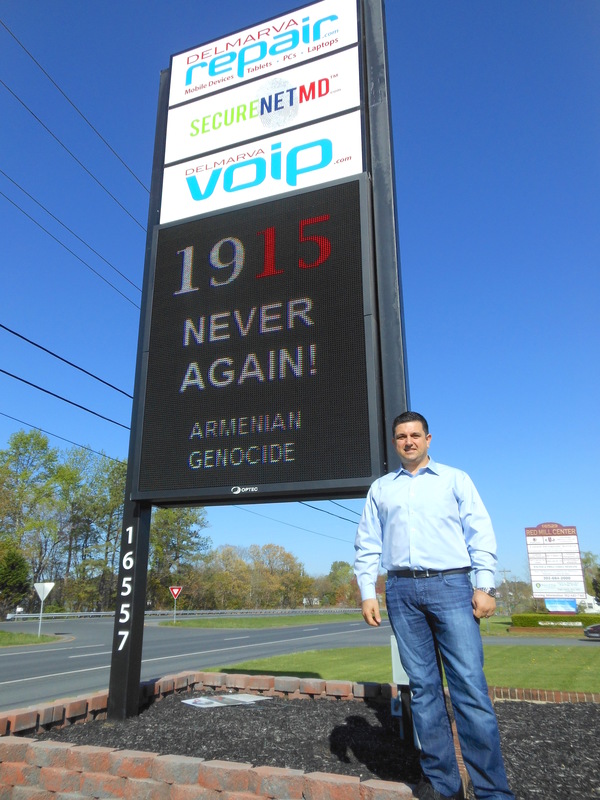 DELMARVA
repair.com
Mobile Devices · Tablets · PCs · Laptops
SECURENETMD™.com
DELMARVA
voip.com
1915
NEVER
AGAIN!
ARMENIAN
GENOCIDE
OPTEC
16557
RED MILL CENTER